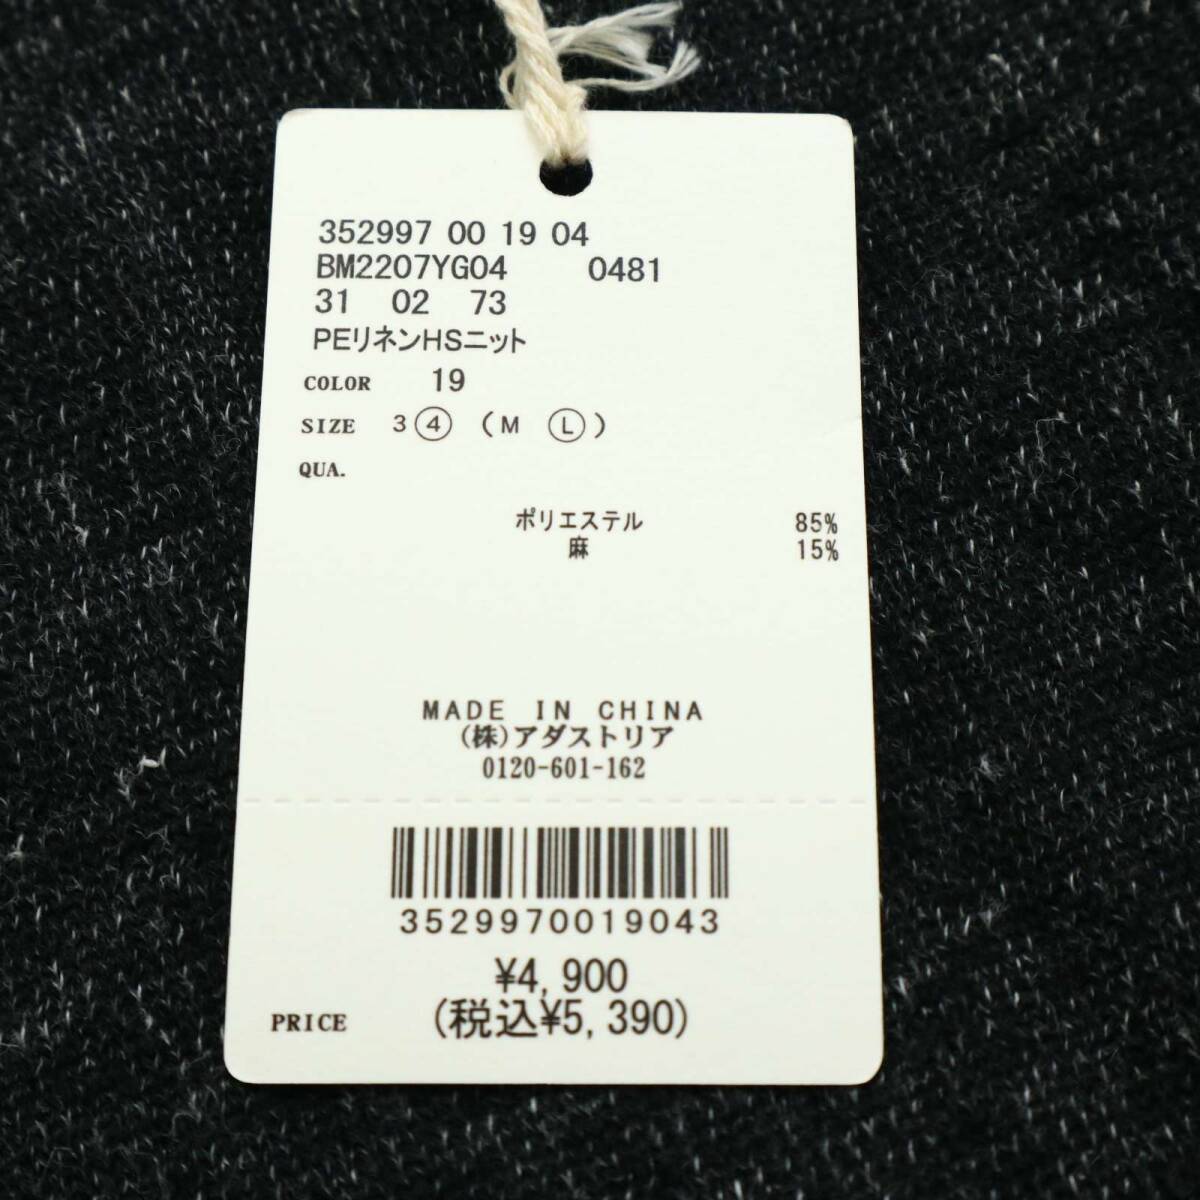 352997 00 19 04
BM2207YG04 0481
31 02 73
PEリネンHSニット
COLOR 19
SIZE 3 ④ (M Ⓛ)
QUA.
ポリエステル 85%
麻 15%
MADE IN CHINA
(株)アダストリア
0120-601-162
3529970019043
¥4,900
PRICE (税込¥5,390)